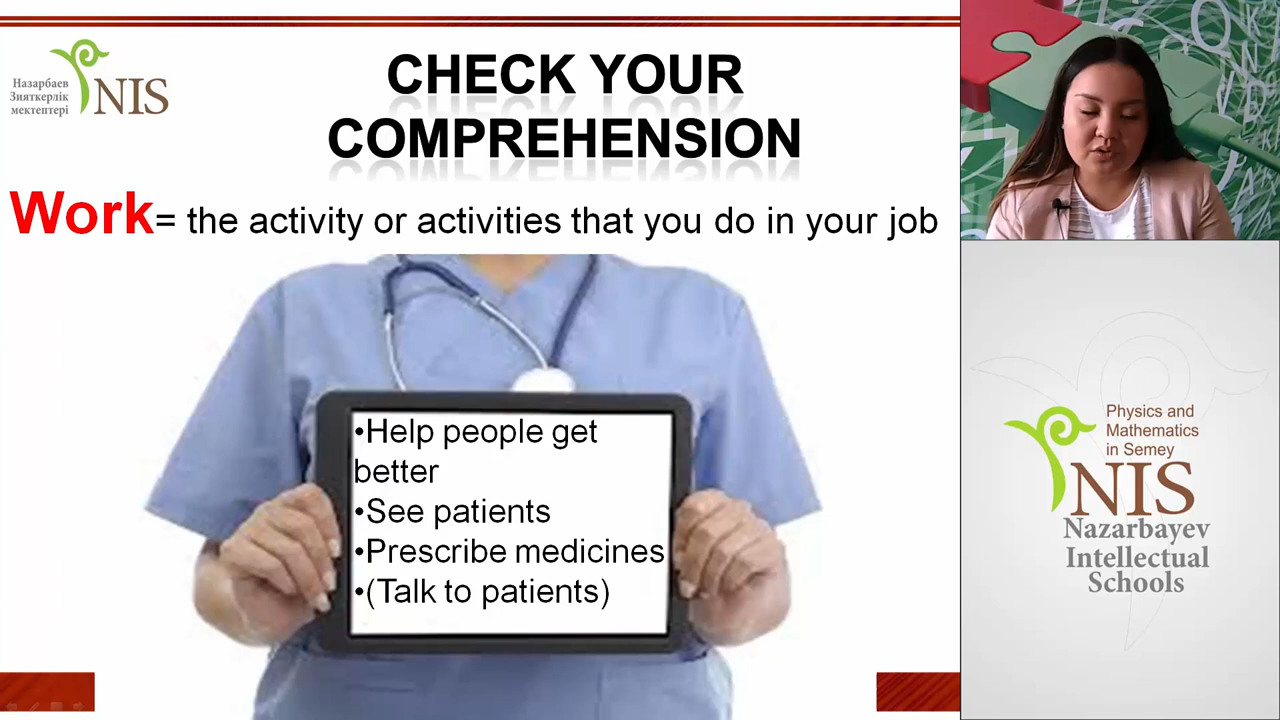 Назарбаев
Зияткерлік
мектептері
NIS
CHECK YOUR
COMPREHENSION
Work= the activity or activities that you do in your job
•Help people get
better
•See patients
•Prescribe medicines
•(Talk to patients)
Physics and
Mathematics
in Semey
NIS
Nazarbayev
Intellectual
Schools